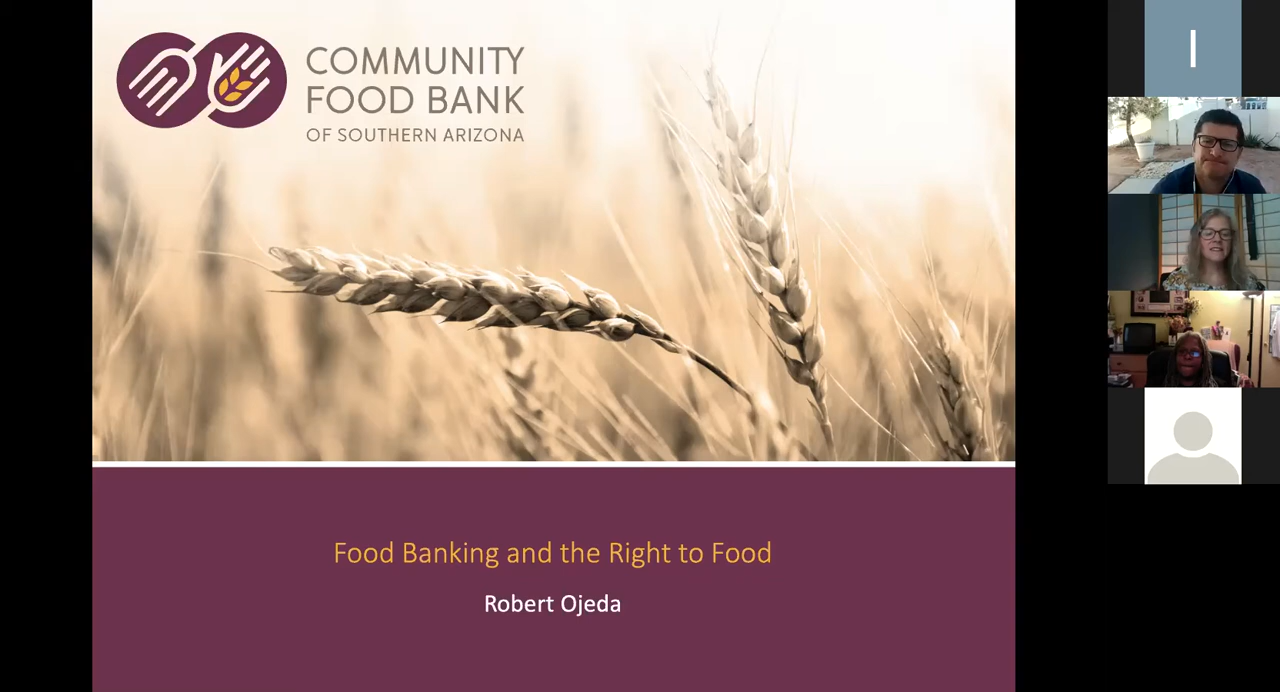 COMMUNITY
FOOD BANK
OF SOUTHERN ARIZONA
Food Banking and the Right to Food
Robert Ojeda
I